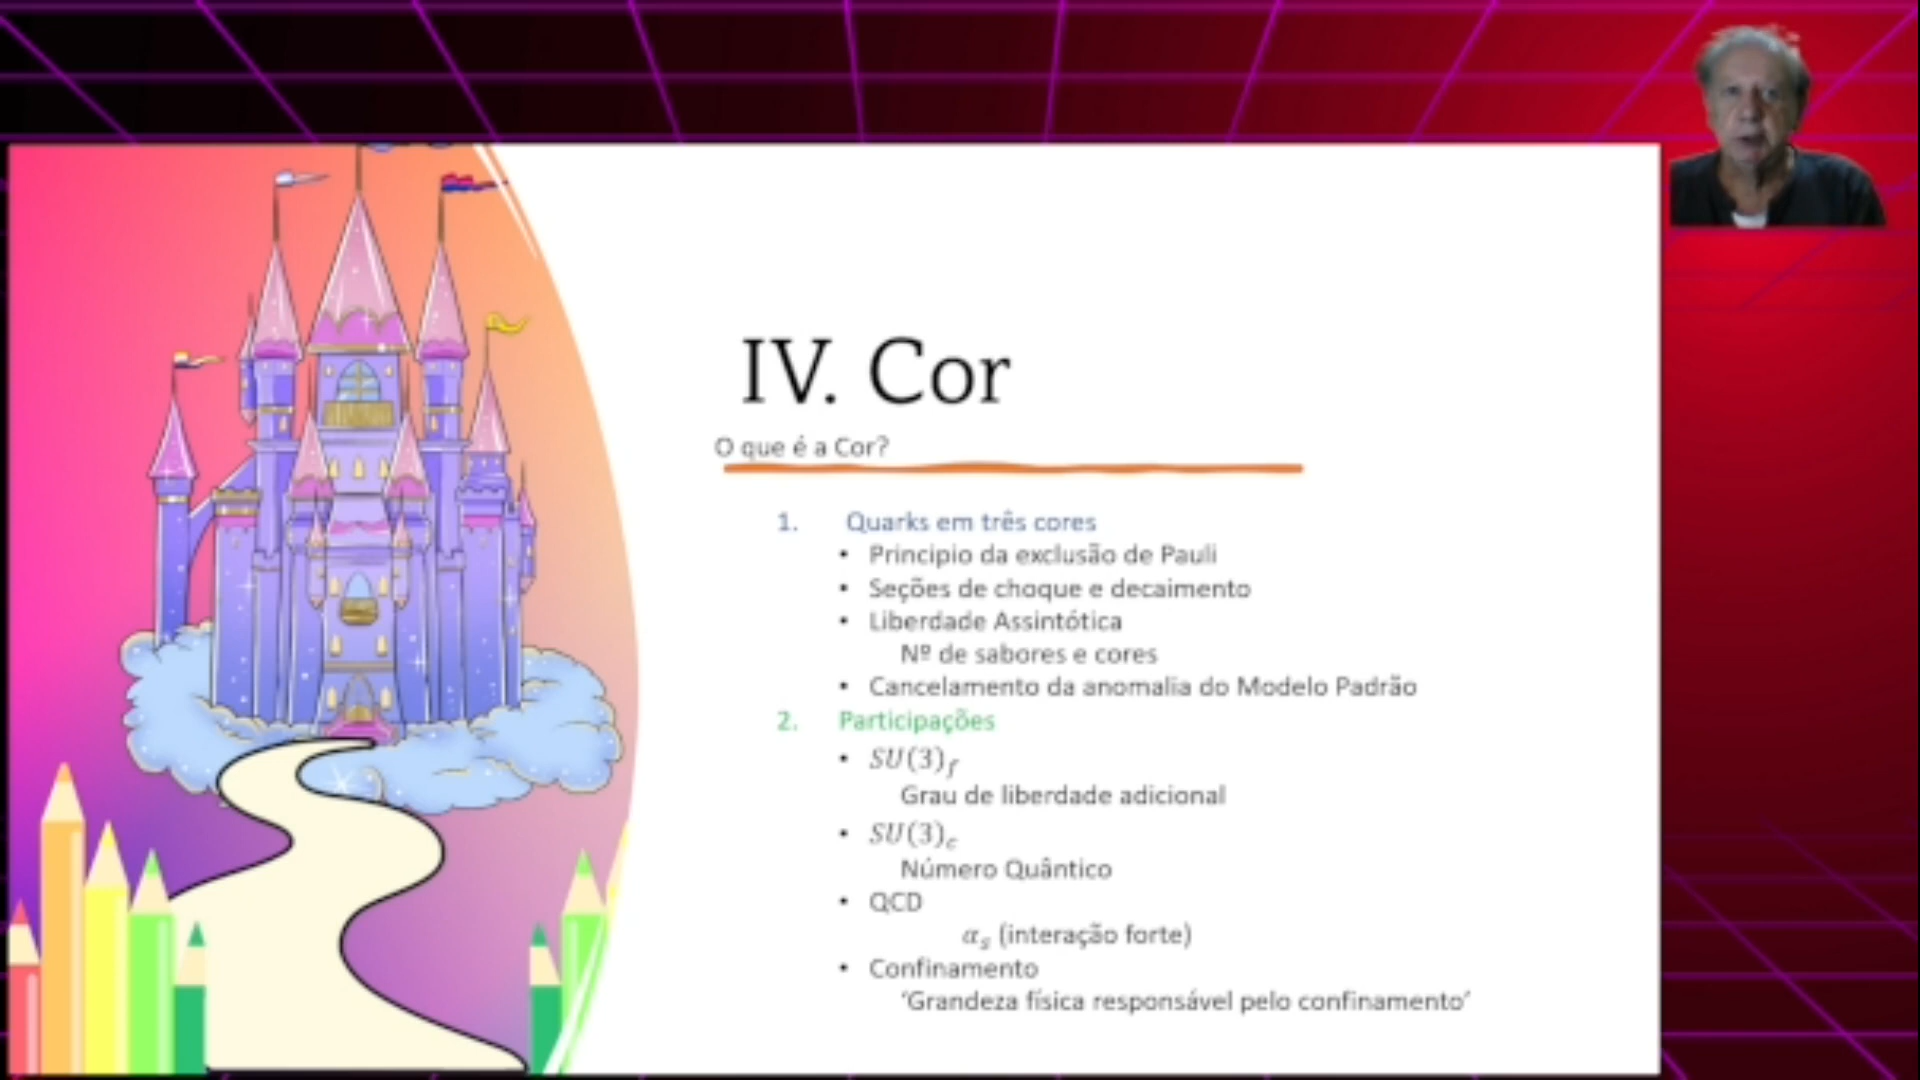 IV. Cor
O que é a Cor?
1. Quarks em três cores
• Principio da exclusão de Pauli
• Seções de choque e decaimento
• Liberdade Assintótica
Nº de sabores e cores
• Cancelamento da anomalia do Modelo Padrão
2. Participações
• SU(3)f
Grau de liberdade adicional
• SU(3)c
Número Quântico
• QCD
αs (interação forte)
• Confinamento
‘Grandeza física responsável pelo confinamento’